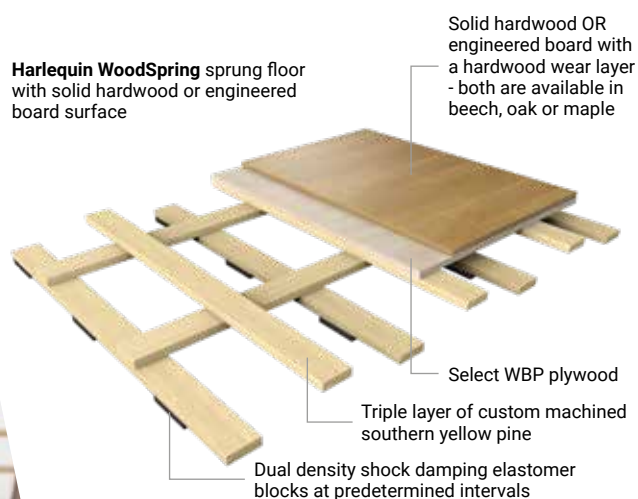 Harlequin WoodSpring sprung floor
with solid hardwood or engineered
board surface
Solid hardwood OR
engineered board with
a hardwood wear layer
- both are available in
beech, oak or maple
Select WBP plywood
Triple layer of custom machined
southern yellow pine
Dual density shock damping elastomer
blocks at predetermined intervals